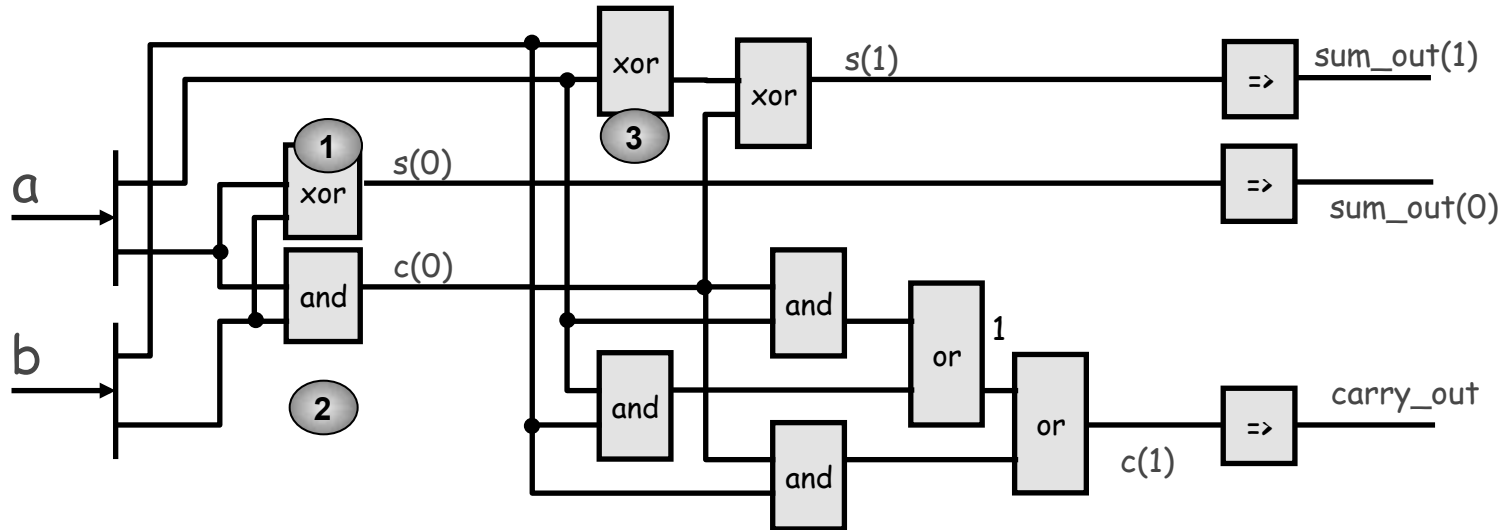 xor
xor
s(1)
=>
sum_out(1)
3
1
a
xor
s(0)
=>
sum_out(0)
and
c(0)
and
b
or
1
2
and
or
=>
carry_out
c(1)
and